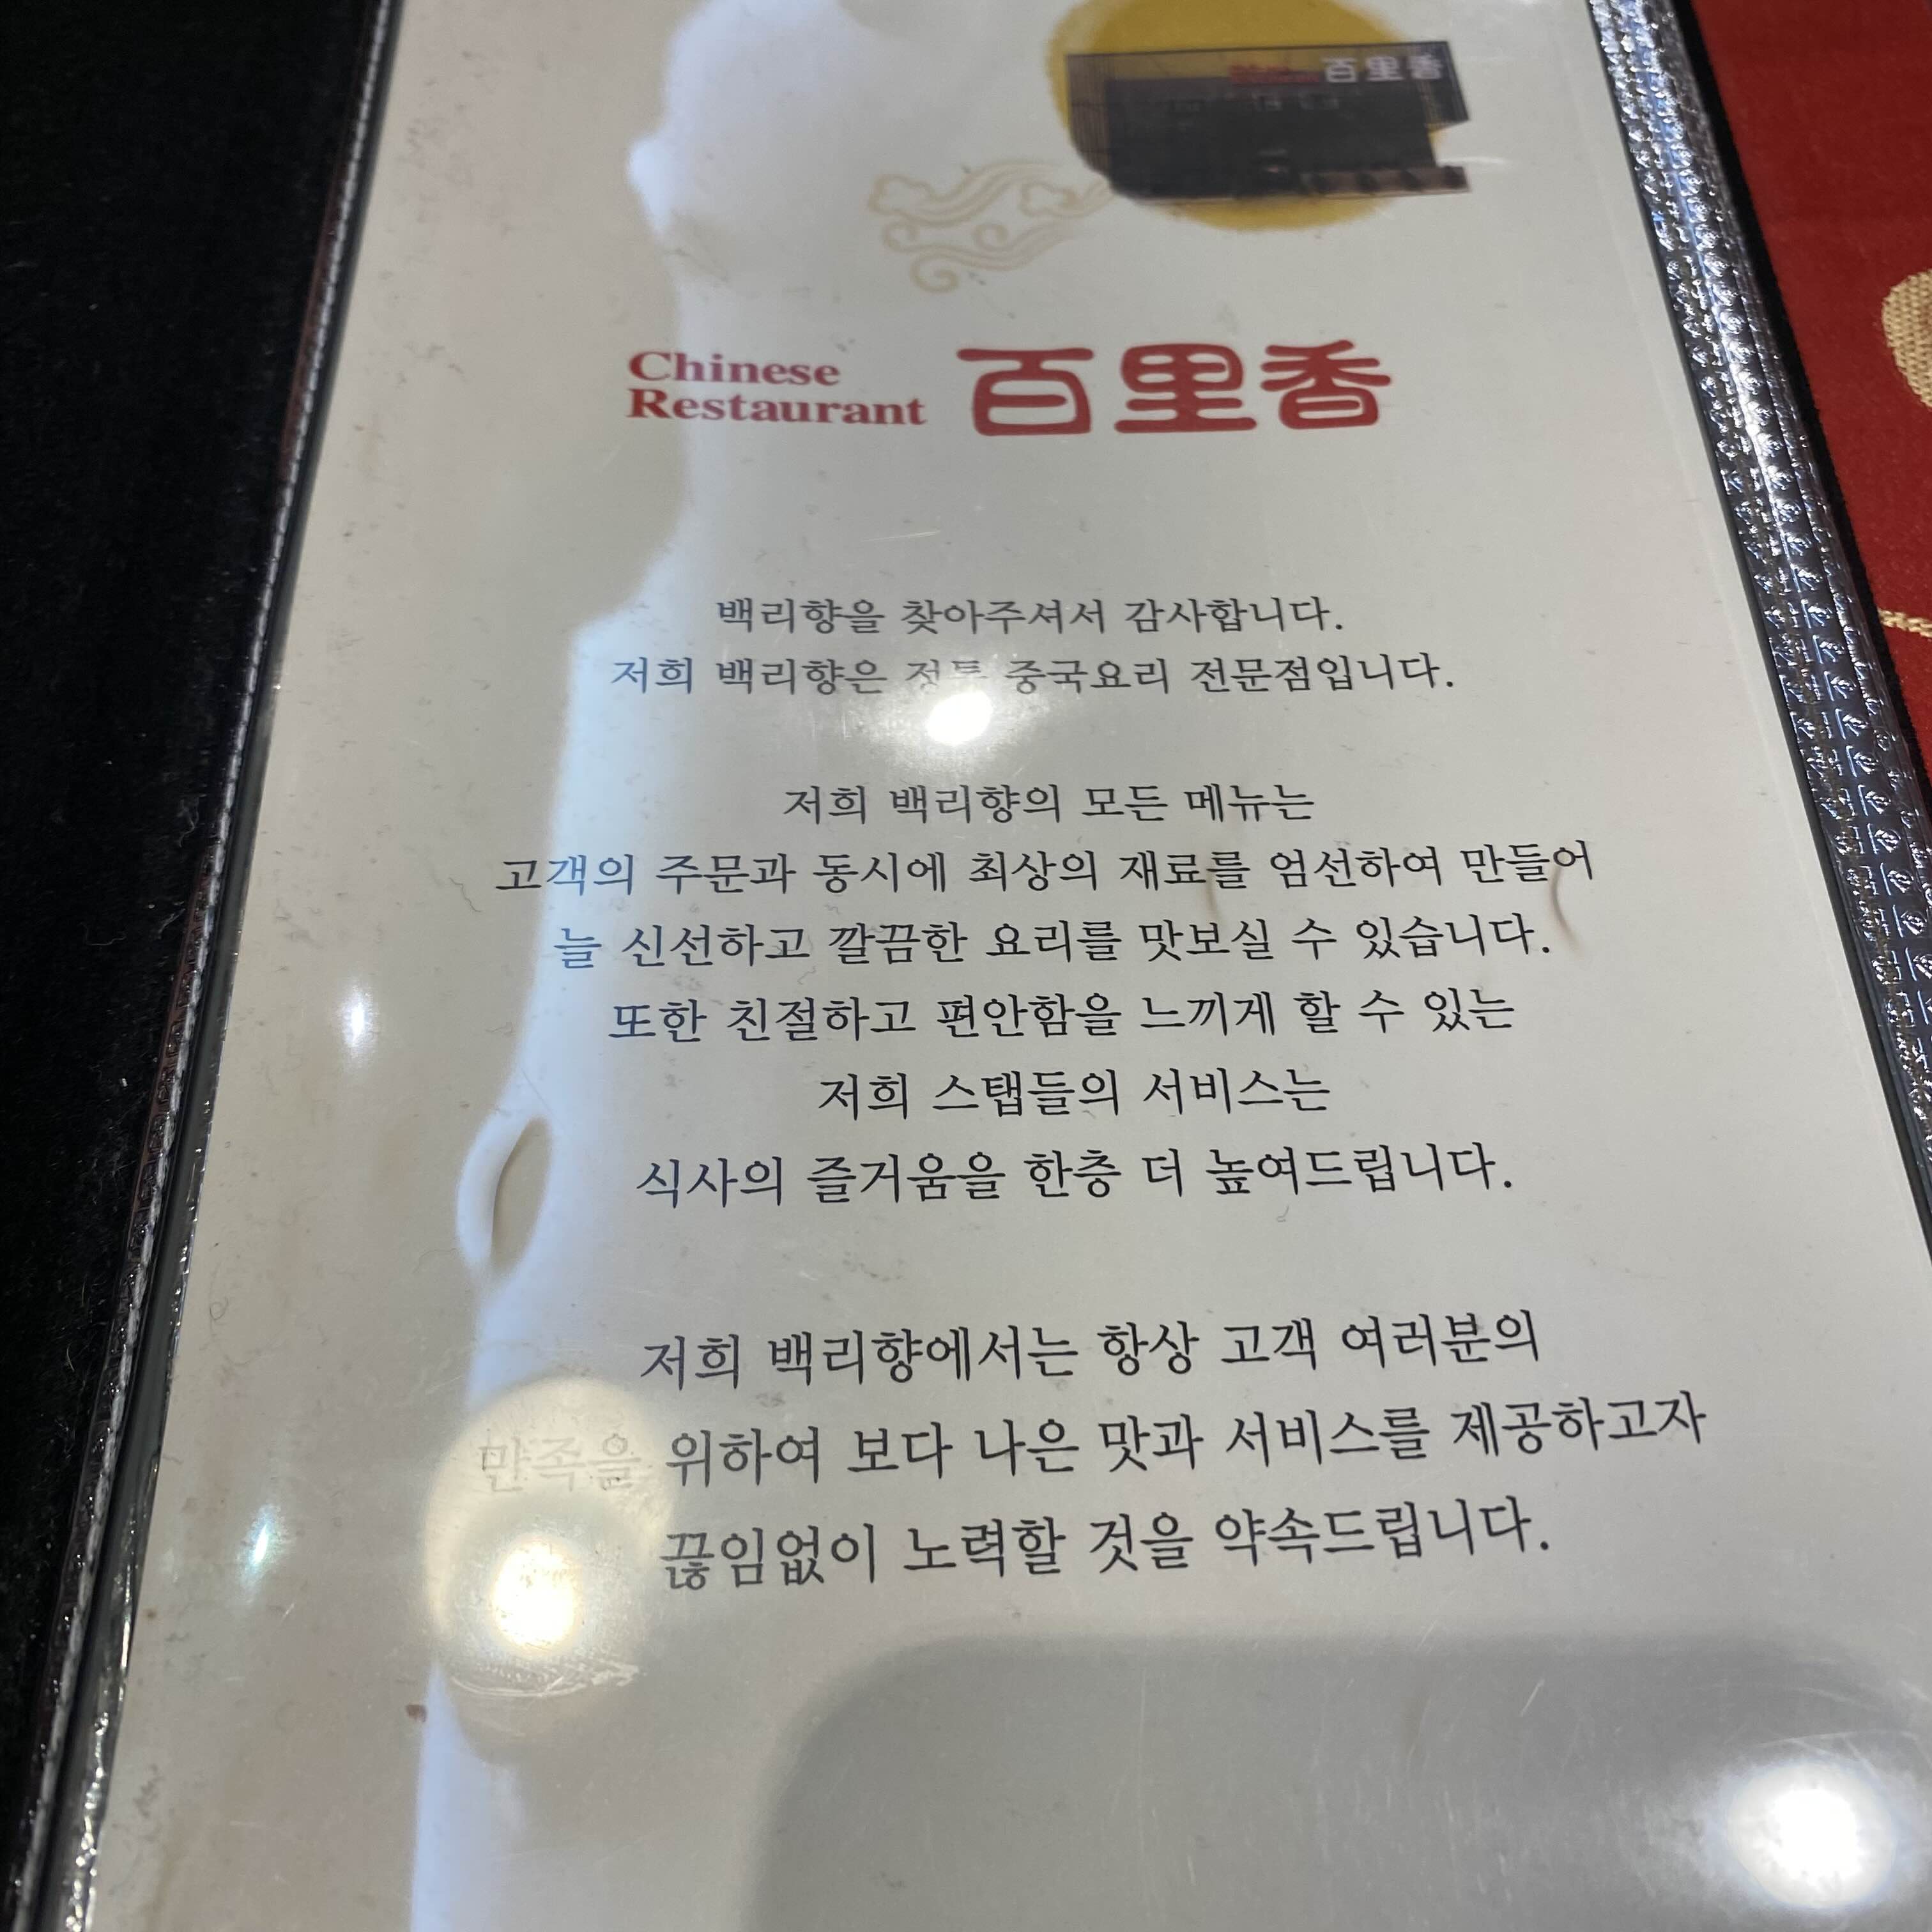 百里香
Chinese
Restaurant
百里香
백리향을 찾아주셔서 감사합니다.
저희 백리향은 정통 중국요리 전문점입니다.
저희 백리향의 모든 메뉴는
고객의 주문과 동시에 최상의 재료를 엄선하여 만들어
늘 신선하고 깔끔한 요리를 맛보실 수 있습니다.
또한 친절하고 편안함을 느끼게 할 수 있는
저희 스탭들의 서비스는
식사의 즐거움을 한층 더 높여드립니다.
저희 백리향에서는 항상 고객 여러분의
만족을 위하여 보다 나은 맛과 서비스를 제공하고자
끊임없이 노력할 것을 약속드립니다.